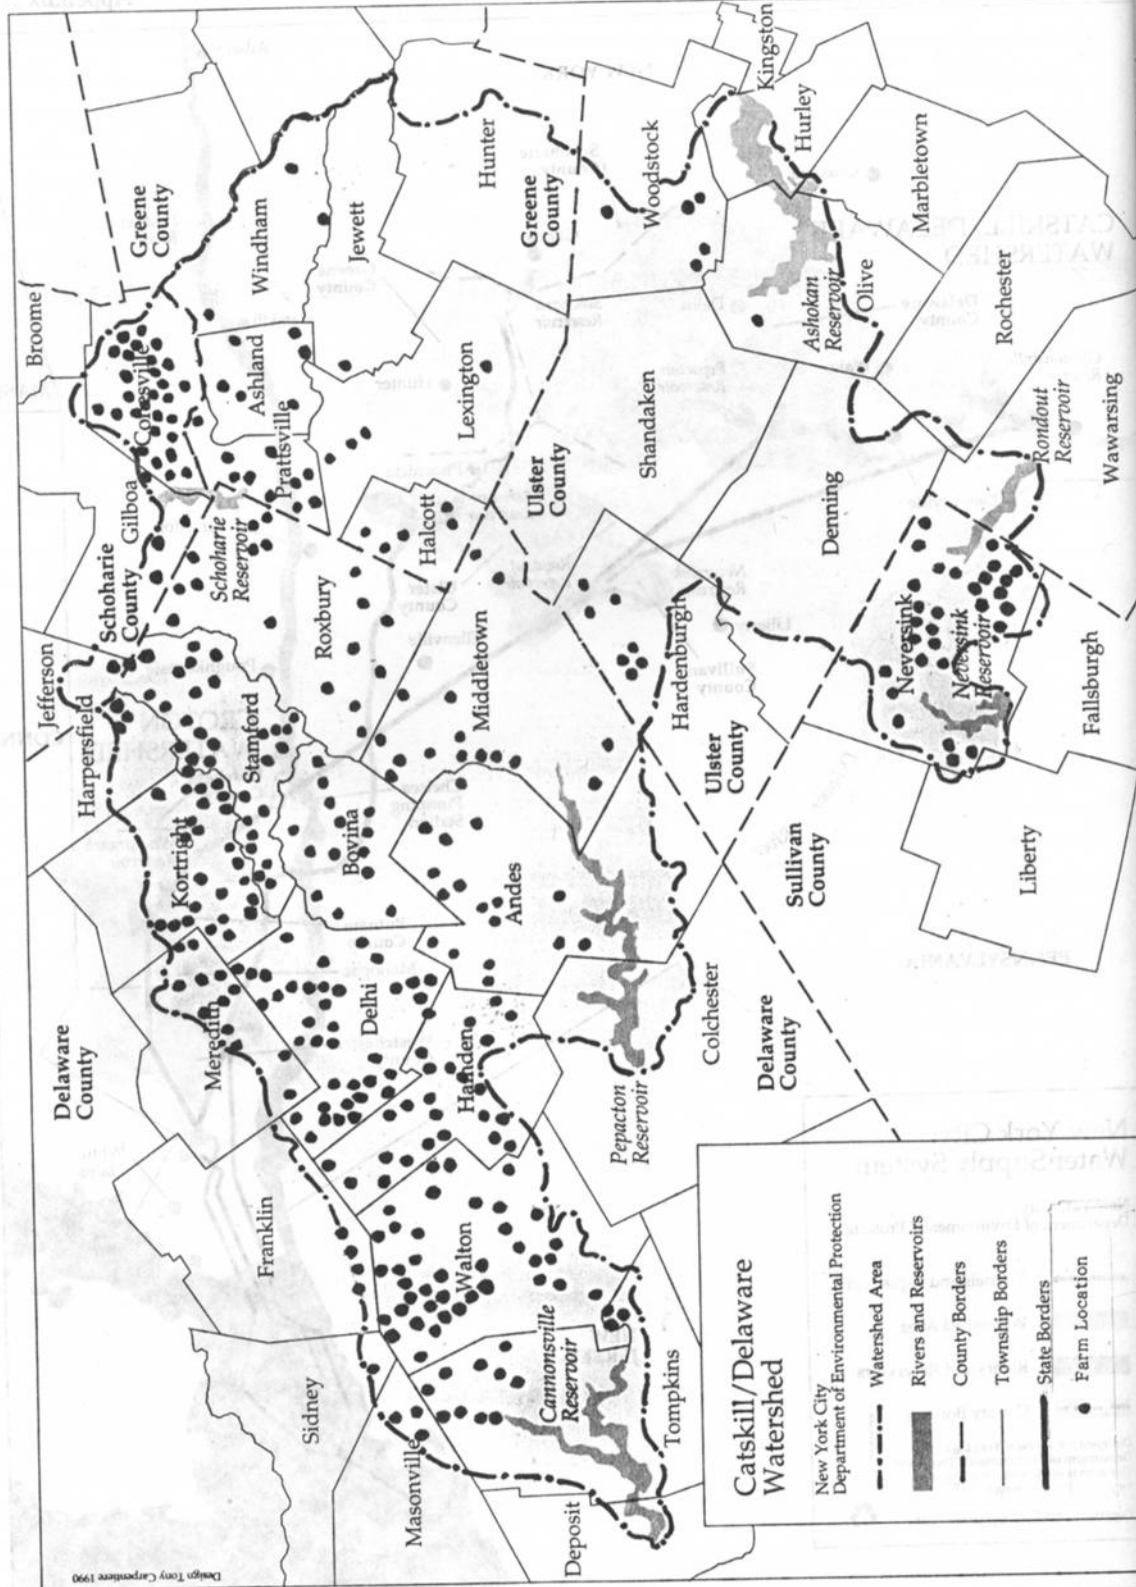 Broome
Greene
County
Windham
Jewett
Hunter
Greene
County
Woodstock
Kingston
Hurley
Marbletown
Rochester
Wawarsing
Olive
Ashokan
Reservoir
Shandaken
Lexington
Ashland
Prattsville
Conesville
Gilboa
Schoharie
County
Schoharie
Reservoir
Jefferson
Harpersfield
Stamford
Roxbury
Halcott
Ulster
County
Middletown
Hardenburgh
Denning
Rondout
Reservoir
Neversink
Neversink
Reservoir
Fallsburgh
Liberty
Sullivan
County
Ulster
County
Kortright
Bovina
Andes
Delaware
County
Meredith
Delhi
Hamden
Colchester
Delaware
County
Pepacton
Reservoir
Franklin
Walton
Sidney
Masonville
Cannonsville
Reservoir
Tompkins
Deposit
Catskill/Delaware
Watershed
New York City
Department of Environmental Protection
Watershed Area
Rivers and Reservoirs
County Borders
Township Borders
State Borders
Farm Location
Design Tony Carpentiere 1990